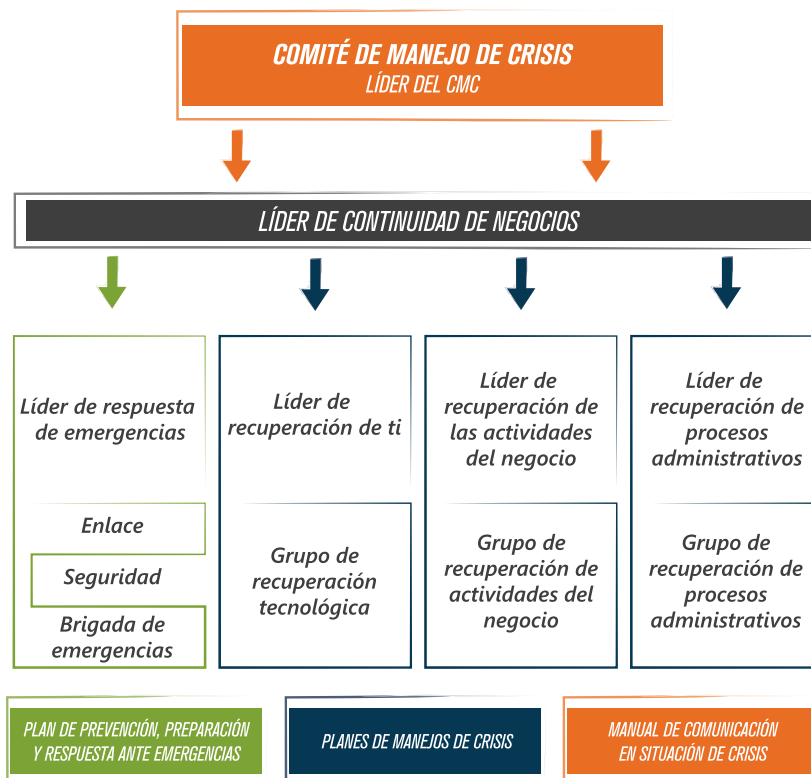 COMITÉ DE MANEJO DE CRISIS
LÍDER DEL CMC
LÍDER DE CONTINUIDAD DE NEGOCIOS
Líder de respuesta
de emergencias
Enlace
Seguridad
Brigada de
emergencias
Líder de
recuperación de ti
Grupo de
recuperación
tecnológica
Líder de
recuperación de
las actividades
del negocio
Grupo de
recuperación de
actividades del
negocio
Líder de
recuperación de
procesos
administrativos
Grupo de
recuperación de
procesos
administrativos
PLAN DE PREVENCIÓN, PREPARACIÓN
Y RESPUESTA ANTE EMERGENCIAS
PLANES DE MANEJOS DE CRISIS
MANUAL DE COMUNICACIÓN
EN SITUACIÓN DE CRISIS